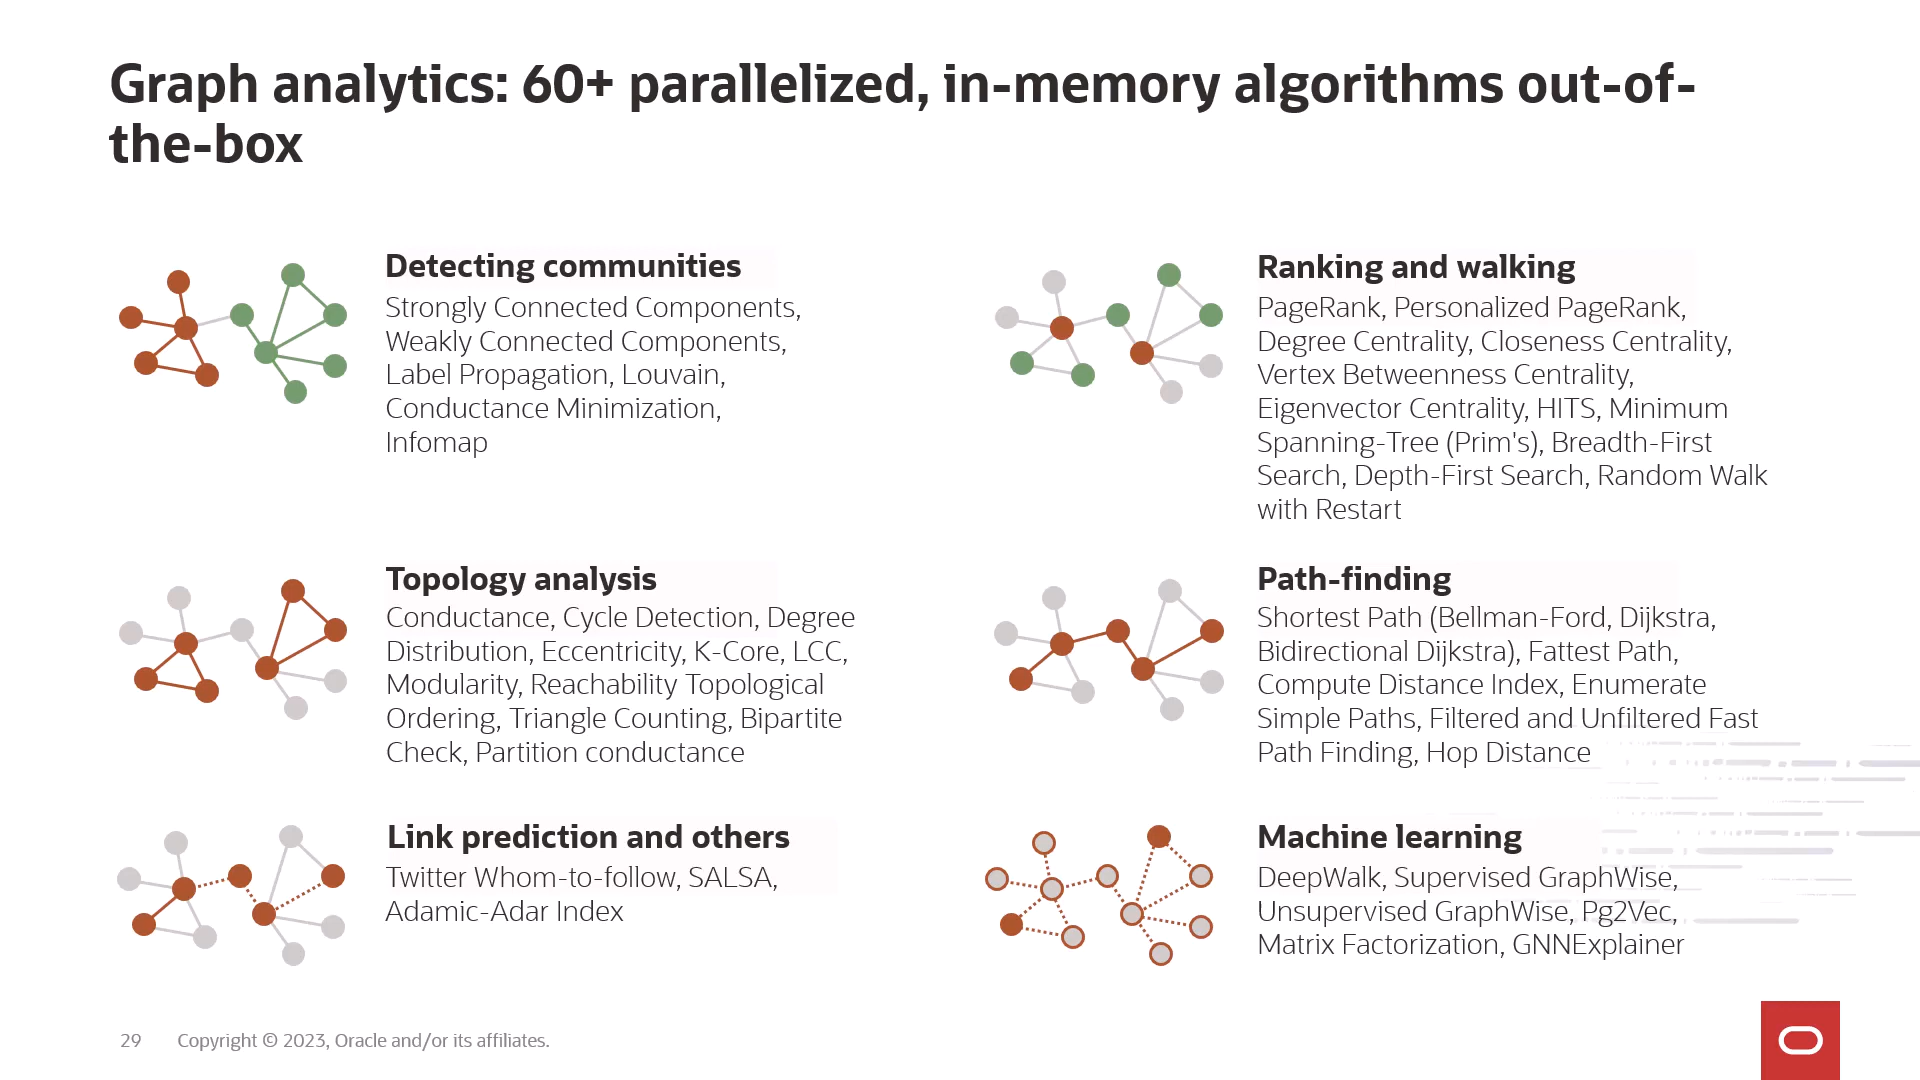 Graph analytics: 60+ parallelized, in-memory algorithms out-of-
the-box
Detecting communities
Strongly Connected Components,
Weakly Connected Components,
Label Propagation, Louvain,
Conductance Minimization,
Infomap
Ranking and walking
PageRank, Personalized PageRank,
Degree Centrality, Closeness Centrality,
Vertex Betweenness Centrality,
Eigenvector Centrality, HITS, Minimum
Spanning-Tree (Prim's), Breadth-First
Search, Depth-First Search, Random Walk
with Restart
Topology analysis
Conductance, Cycle Detection, Degree
Distribution, Eccentricity, K-Core, LCC,
Modularity, Reachability Topological
Ordering, Triangle Counting, Bipartite
Check, Partition conductance
Path-finding
Shortest Path (Bellman-Ford, Dijkstra,
Bidirectional Dijkstra), Fattest Path,
Compute Distance Index, Enumerate
Simple Paths, Filtered and Unfiltered Fast
Path Finding, Hop Distance
Link prediction and others
Twitter Whom-to-follow, SALSA,
Adamic-Adar Index
Machine learning
DeepWalk, Supervised GraphWise,
Unsupervised GraphWise, Pg2Vec,
Matrix Factorization, GNNExplainer
29 Copyright © 2023, Oracle and/or its affiliates.